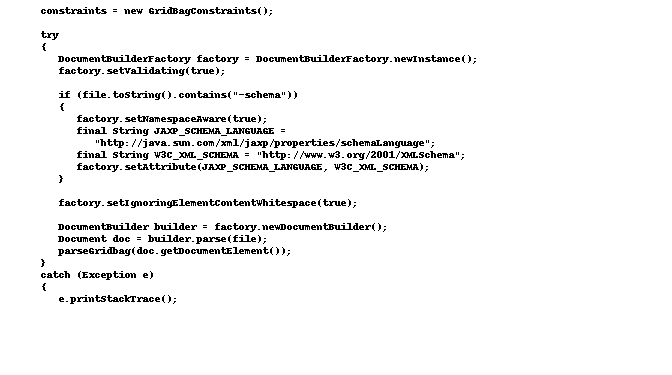 constraints = new GridBagConstraints();
try
{
DocumentBuilderFactory factory = DocumentBuilderFactory.newInstance();
factory.setValidating(true);
if (file.toString().contains("-schema"))
{
factory.setNamespaceAware(true);
final String JAXP_SCHEMA_LANGUAGE =
"http://java.sun.com/xml/jaxp/properties/schemaLanguage";
final String W3C_XML_SCHEMA = "http://www.w3.org/2001/XMLSchema";
factory.setAttribute(JAXP_SCHEMA_LANGUAGE, W3C_XML_SCHEMA);
}
factory.setIgnoringElementContentWhitespace(true);
DocumentBuilder builder = factory.newDocumentBuilder();
Document doc = builder.parse(file);
parseGridbag(doc.getDocumentElement());
}
catch (Exception e)
{
e.printStackTrace();